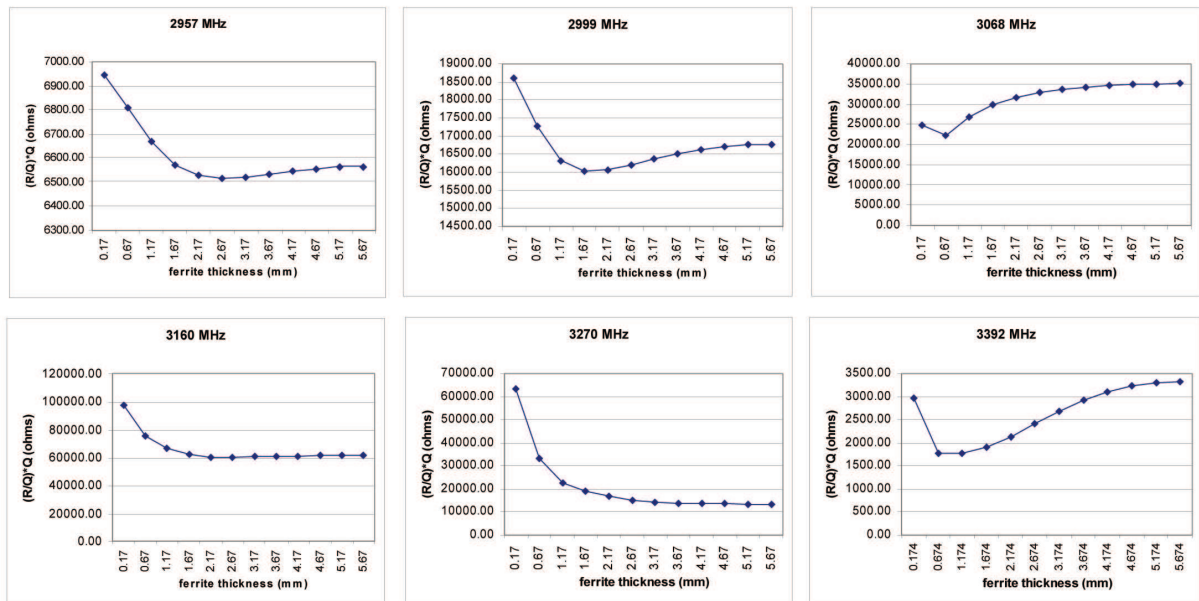 2957 MHz
(R/Q)*Q (ohms)
7000.00
6900.00
6800.00
6700.00
6600.00
6500.00
6400.00
6300.00
0.17 0.67 1.17 1.67 2.17 2.67 3.17 3.67 4.17 4.67 5.17 5.67
ferrite thickness (mm)
2999 MHz
(R/Q)*Q (ohms)
19000.00
18500.00
18000.00
17500.00
17000.00
16500.00
16000.00
15500.00
15000.00
14500.00
0.17 0.67 1.17 1.67 2.17 2.67 3.17 3.67 4.17 4.67 5.17 5.67
ferrite thickness (mm)
3068 MHz
(R/Q)*Q (ohms)
40000.00
35000.00
30000.00
25000.00
20000.00
15000.00
10000.00
5000.00
0.00
0.17 0.67 1.17 1.67 2.17 2.67 3.17 3.67 4.17 4.67 5.17 5.67
ferrite thickness (mm)
3160 MHz
(R/Q)*Q (ohms)
120000.00
100000.00
80000.00
60000.00
40000.00
20000.00
0.00
0.17 0.67 1.17 1.67 2.17 2.67 3.17 3.67 4.17 4.67 5.17 5.67
ferrite thickness (mm)
3270 MHz
(R/Q)*Q (ohms)
70000.00
60000.00
50000.00
40000.00
30000.00
20000.00
10000.00
0.00
0.17 0.67 1.17 1.67 2.17 2.67 3.17 3.67 4.17 4.67 5.17 5.67
ferrite thickness (mm)
3392 MHz
(R/Q)*Q (ohms)
3500.00
3000.00
2500.00
2000.00
1500.00
1000.00
500.00
0.00
0.174 0.674 1.174 1.674 2.174 2.674 3.174 3.674 4.174 4.674 5.174 5.674
ferrite thickness (mm)